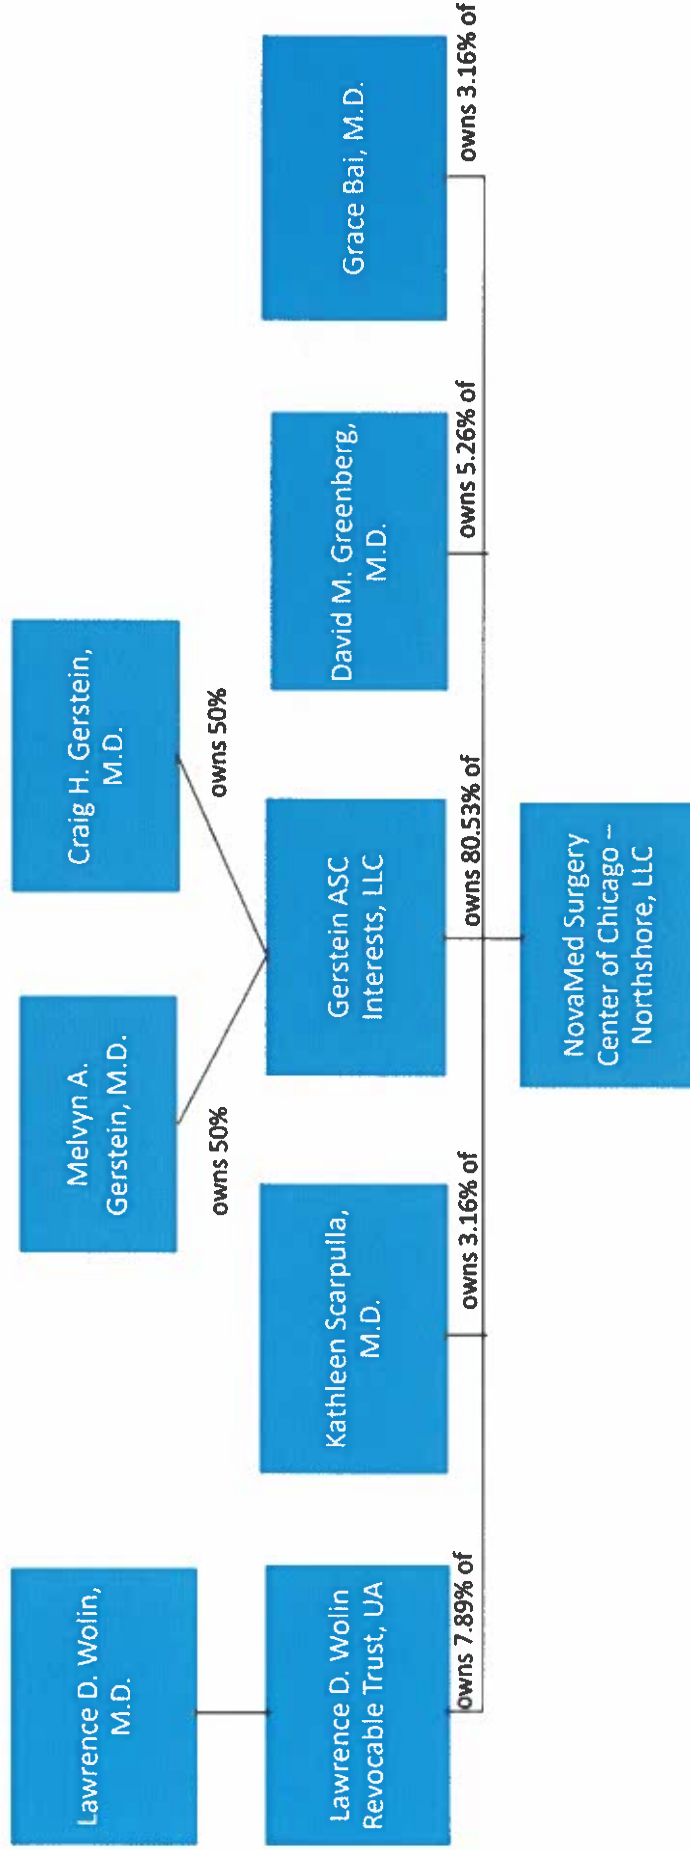 Lawrence D. Wolin,
M.D.
Melvyn A.
Gerstein, M.D.
Craig H. Gerstein,
M.D.
owns 50%
owns 50%
Lawrence D. Wolin
Revocable Trust, UA
Kathleen Scarpulla,
M.D.
Gerstein ASC
Interests, LLC
David M. Greenberg,
M.D.
Grace Bai, M.D.
owns 7.89% of
owns 3.16% of
owns 80.53% of
owns 5.26% of
owns 3.16% of
NovaMed Surgery
Center of Chicago –
Northshore, LLC